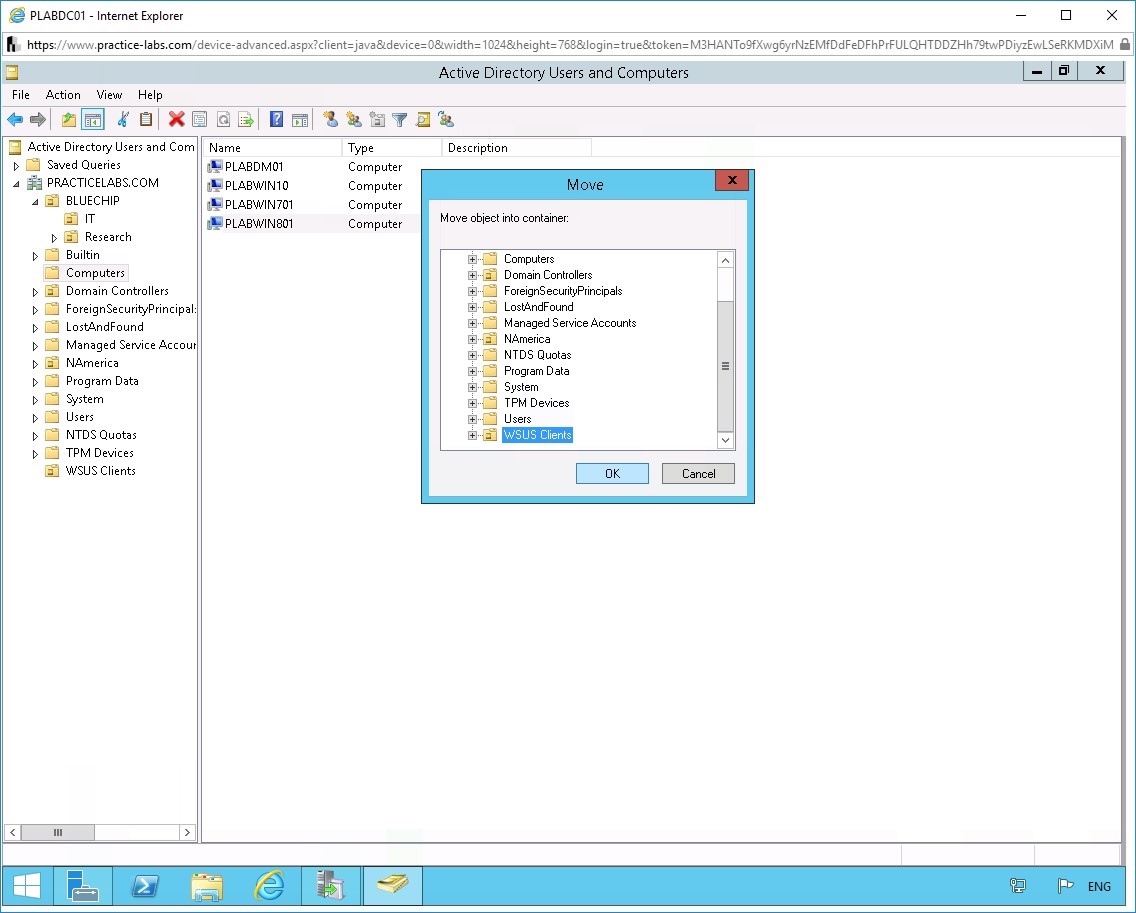 PLABDC01 - Internet Explorer
https://www.practice-labs.com/device-advanced.aspx?client=java&device=0&width=1024&height=768&login=true&token=M3HANTo9fXwg6yrNzEMfDdFeDFhPrFULQHTDDZHh79twPDiyzEwLSeRKMDXiM
Active Directory Users and Computers
File Action View Help
Active Directory Users and Com
Saved Queries
PRACTICELABS.COM
BLUECHIP
IT
Research
Builtin
Computers
Domain Controllers
ForeignSecurityPrincipals
LostAndFound
Managed Service Accour
NAmerica
Program Data
System
Users
NTDS Quotas
TPM Devices
WSUS Clients
Name Type Description
PLABDM01 Computer
PLABWIN10 Computer
PLABWIN701 Computer
PLABWIN801 Computer
Move
Move object into container:
Computers
Domain Controllers
ForeignSecurityPrincipals
LostAndFound
Managed Service Accounts
NAmerica
NTDS Quotas
Program Data
System
TPM Devices
Users
WSUS Clients
OK Cancel
ENG